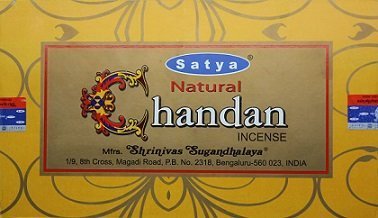 Satya
Natural
Chandan
INCENSE
Mfrs. Shrinivas Sugandhalaya®
1/9, 8th Cross, Magadi Road, P.B. No. 2318, Bengaluru-560 023, INDIA